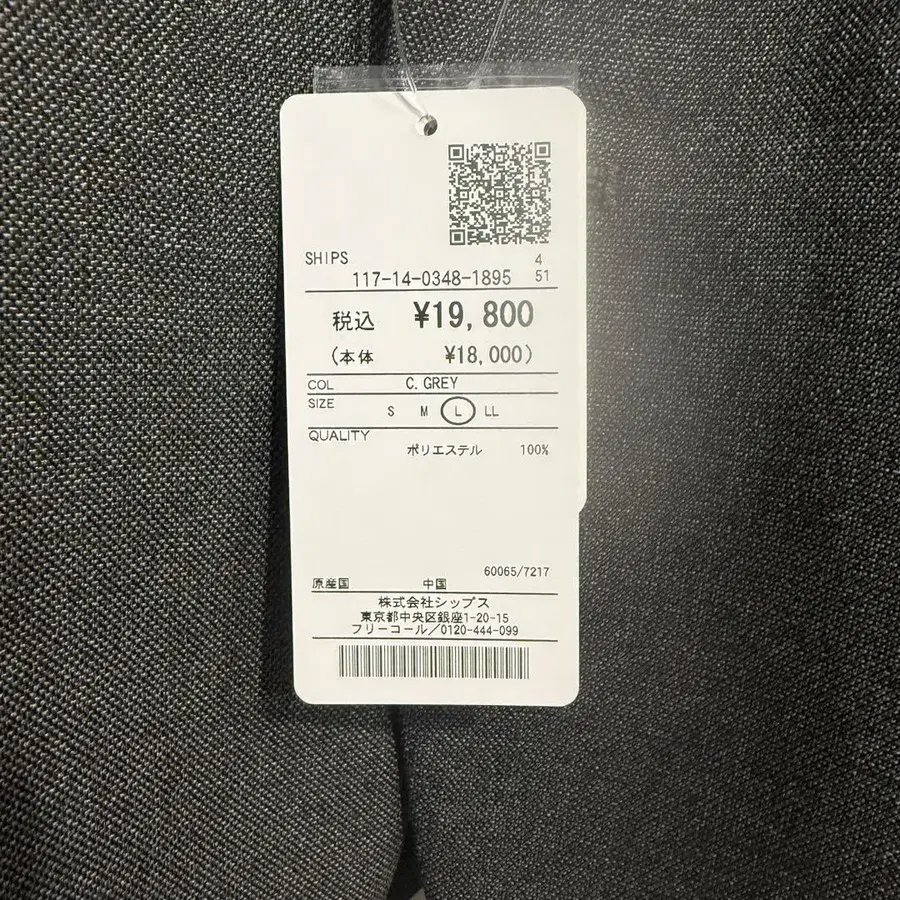 SHIPS 4
117-14-0348-1895 51
税込 ¥19,800
(本体 ¥18,000)
COL C.GREY
SIZE S M L LL
QUALITY
ポリエステル 100%
60065/7217
原産国 中国
株式会社シップス
東京都中央区銀座1-20-15
フリーコール/0120-444-099